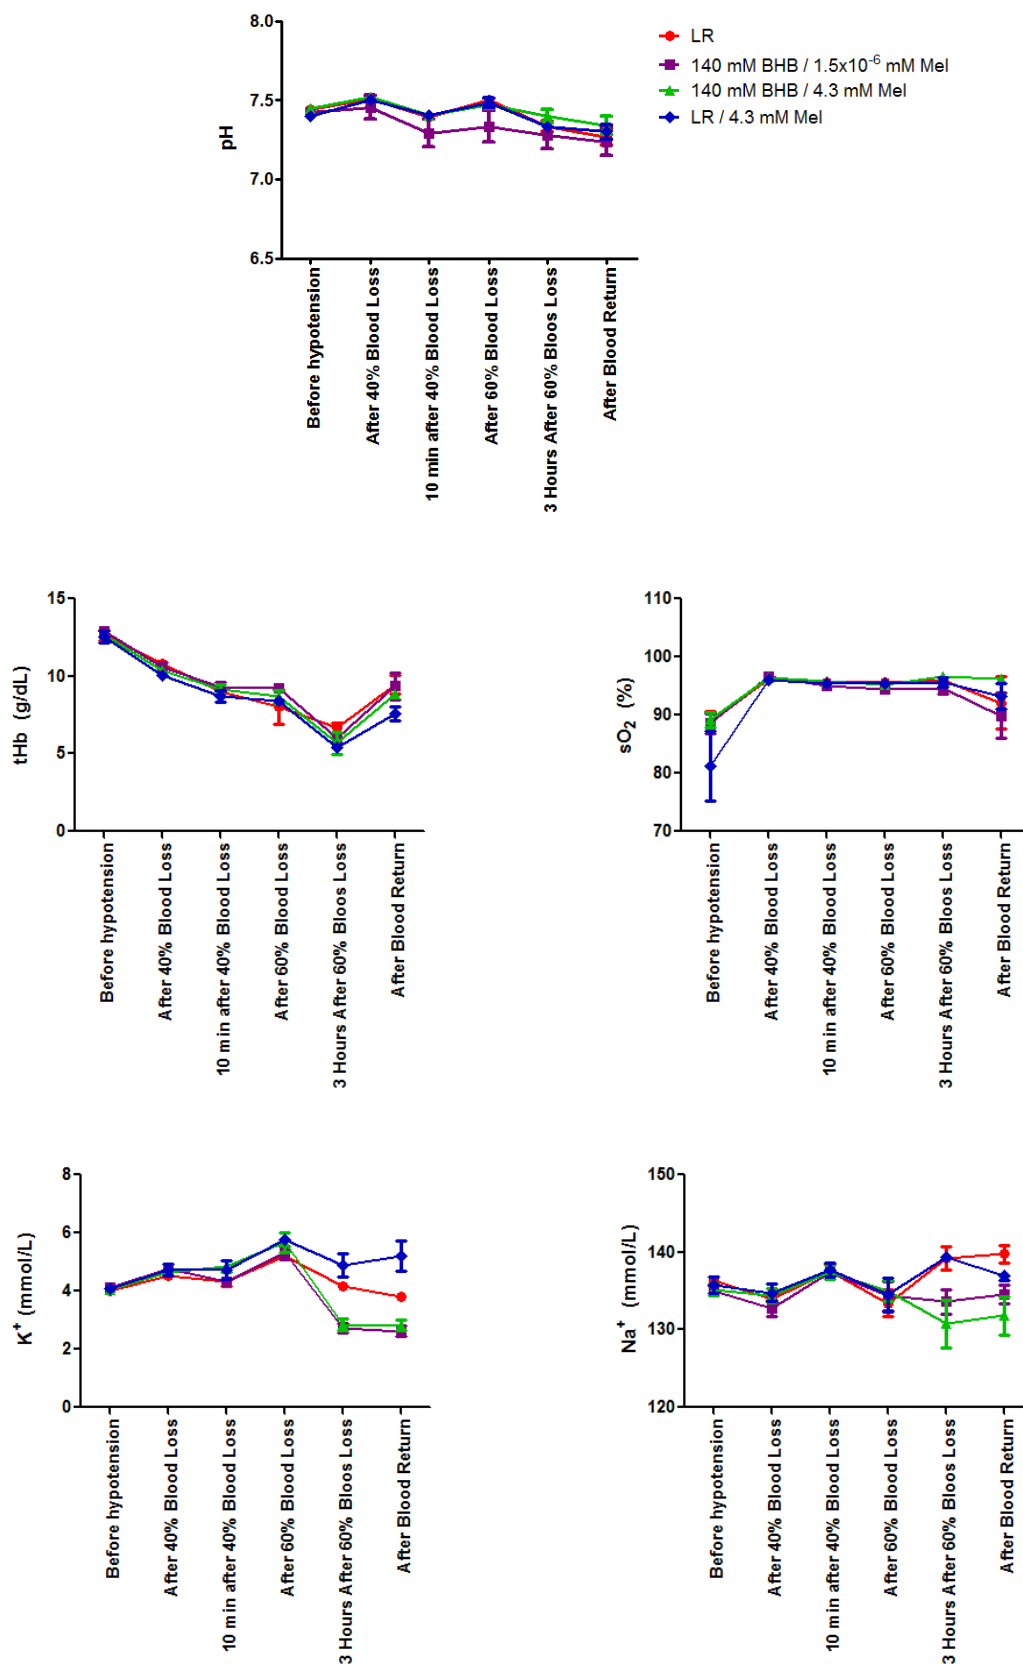 8.0
7.5
7.0
6.5
pH
Before hypotension
After 40% Blood Loss
10 min after 40% Blood Loss
After 60% Blood Loss
3 Hours After 60% Bloos Loss
After Blood Return
LR
140 mM BHB / 1.5x10⁻⁶ mM Mel
140 mM BHB / 4.3 mM Mel
LR / 4.3 mM Mel
15
10
5
0
tHb (g/dL)
Before hypotension
After 40% Blood Loss
10 min after 40% Blood Loss
After 60% Blood Loss
3 Hours After 60% Bloos Loss
After Blood Return
110
100
90
80
70
sO₂ (%)
Before hypotension
After 40% Blood Loss
10 min after 40% Blood Loss
After 60% Blood Loss
3 Hours After 60% Bloos Loss
After Blood Return
8
6
4
2
0
K⁺ (mmol/L)
Before hypotension
After 40% Blood Loss
10 min after 40% Blood Loss
After 60% Blood Loss
3 Hours After 60% Bloos Loss
After Blood Return
150
140
130
120
Na⁺ (mmol/L)
Before hypotension
After 40% Blood Loss
10 min after 40% Blood Loss
After 60% Blood Loss
3 Hours After 60% Bloos Loss
After Blood Return